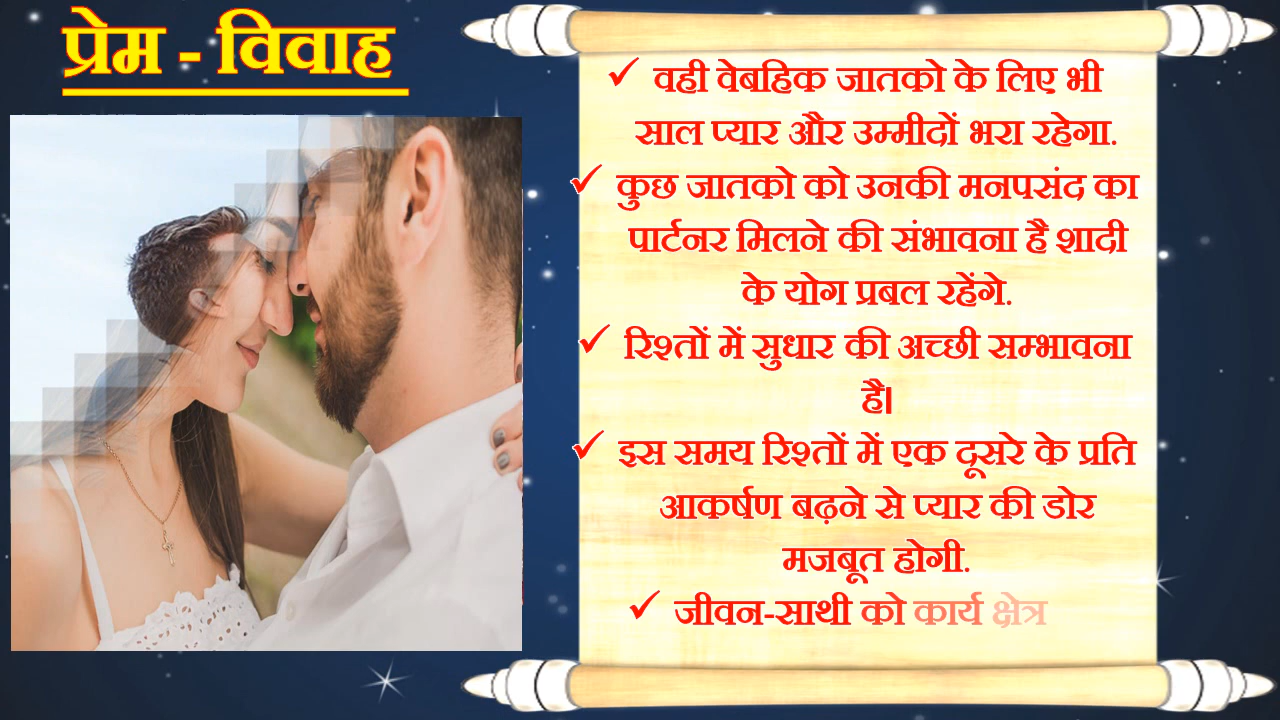 प्रेम - विवाह
✓ वही वेबहिक जातको के लिए भी
साल प्यार और उम्मीदों भरा रहेगा.
✓ कुछ जातको को उनकी मनपसंद का
पार्टनर मिलने की संभावना है शादी
के योग प्रबल रहेंगे.
✓ रिश्तों में सुधार की अच्छी सम्भावना
है।
✓ इस समय रिश्तों में एक दूसरे के प्रति
आकर्षण बढ़ने से प्यार की डोर
मजबूत होगी.
✓ जीवन-साथी को कार्य क्षेत्र